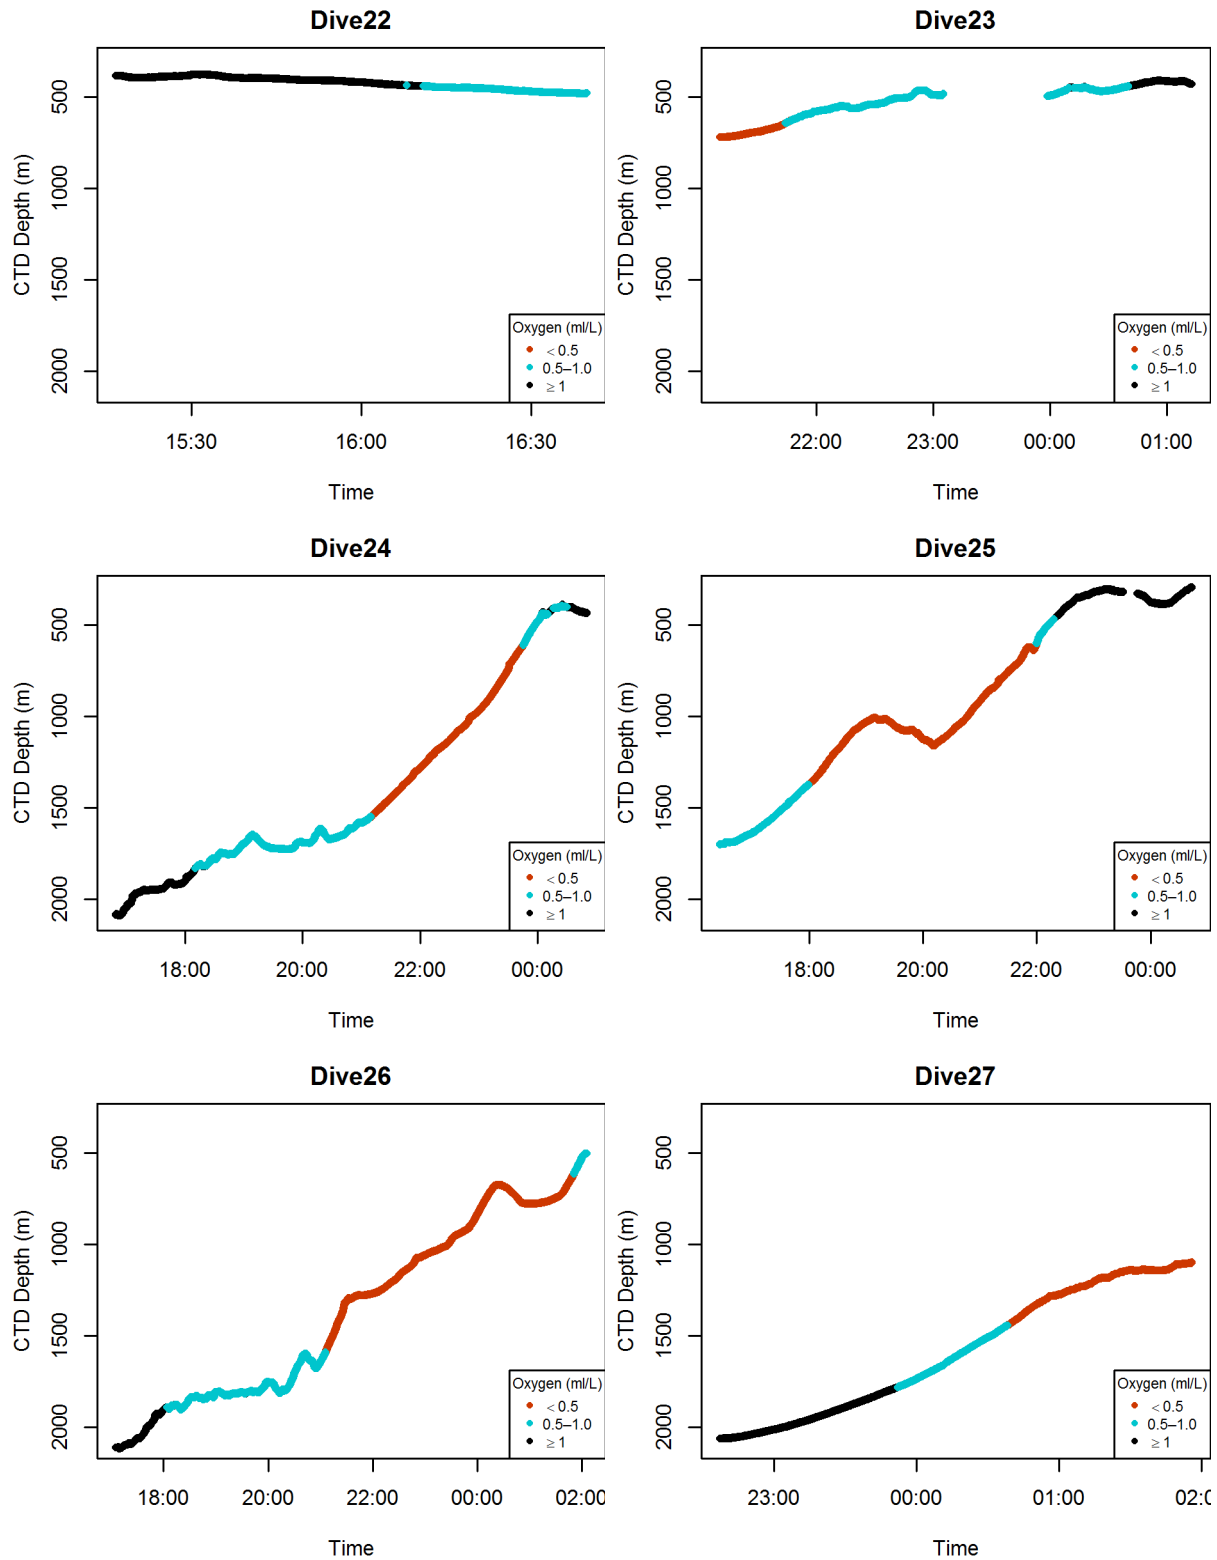 Dive22
CTD Depth (m)
500
1000
1500
2000
Oxygen (ml/L)
< 0.5
0.5–1.0
≥ 1
15:30 16:00 16:30
Time
Dive23
CTD Depth (m)
500
1000
1500
2000
Oxygen (ml/L)
< 0.5
0.5–1.0
≥ 1
22:00 23:00 00:00 01:00
Time
Dive24
CTD Depth (m)
500
1000
1500
2000
Oxygen (ml/L)
< 0.5
0.5–1.0
≥ 1
18:00 20:00 22:00 00:00
Time
Dive25
CTD Depth (m)
500
1000
1500
2000
Oxygen (ml/L)
< 0.5
0.5–1.0
≥ 1
18:00 20:00 22:00 00:00
Time
Dive26
CTD Depth (m)
500
1000
1500
2000
Oxygen (ml/L)
< 0.5
0.5–1.0
≥ 1
18:00 20:00 22:00 00:00 02:00
Time
Dive27
CTD Depth (m)
500
1000
1500
2000
Oxygen (ml/L)
< 0.5
0.5–1.0
≥ 1
23:00 00:00 01:00
Time